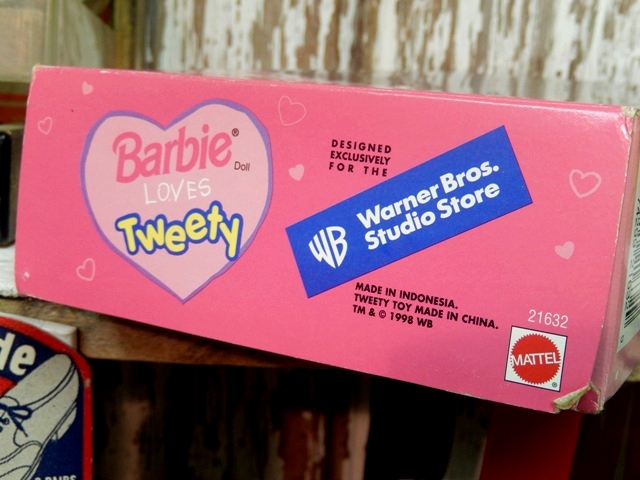 Barbie®
Doll
LOVES
Tweety
DESIGNED
EXCLUSIVELY
FOR THE
WB
Warner Bros.
Studio Store
MADE IN INDONESIA.
TWEETY TOY MADE IN CHINA.
TM & © 1998 WB
21632
MATTEL®
de
PAIRS